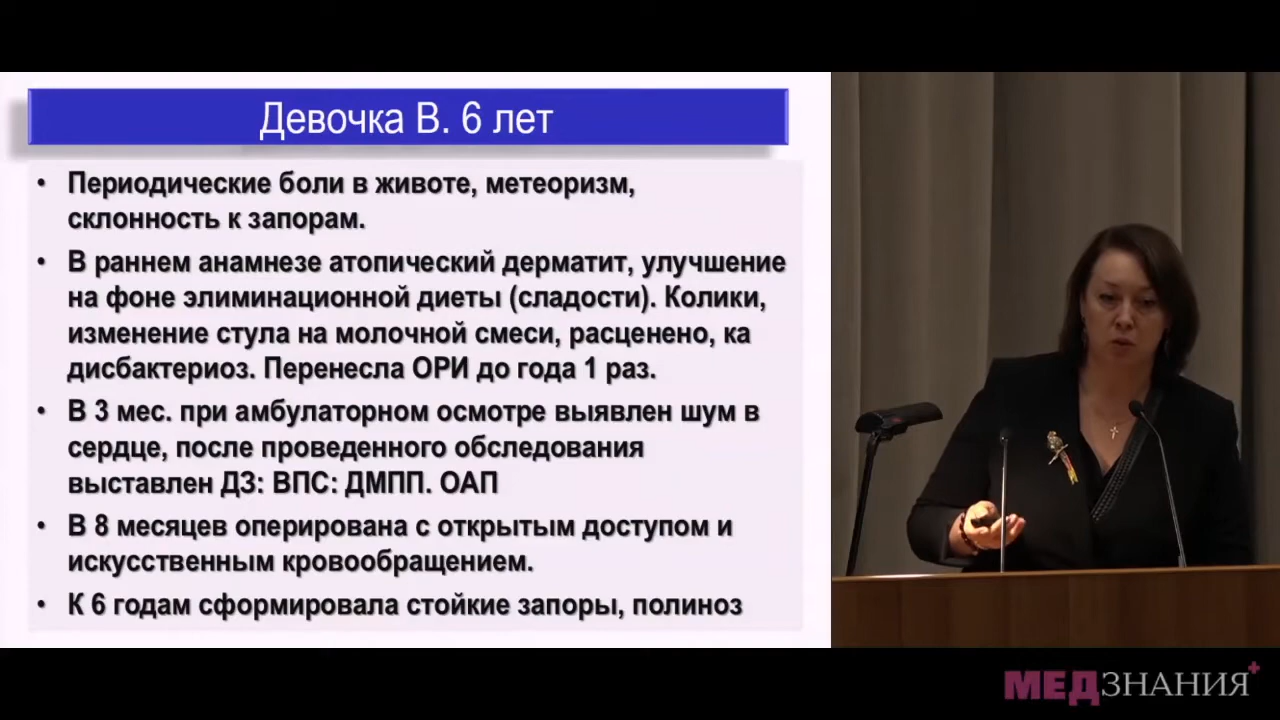 Девочка В. 6 лет
• Периодические боли в животе, метеоризм,
склонность к запорам.
• В раннем анамнезе атопический дерматит, улучшение
на фоне элиминационной диеты (сладости). Колики,
изменение стула на молочной смеси, расценено, ка
дисбактериоз. Перенесла ОРИ до года 1 раз.
• В 3 мес. при амбулаторном осмотре выявлен шум в
сердце, после проведенного обследования
выставлен ДЗ: ВПС: ДМПП. ОАП
• В 8 месяцев оперирована с открытым доступом и
искусственным кровообращением.
• К 6 годам сформировала стойкие запоры, полиноз
МЕДЗНАНИЯ+